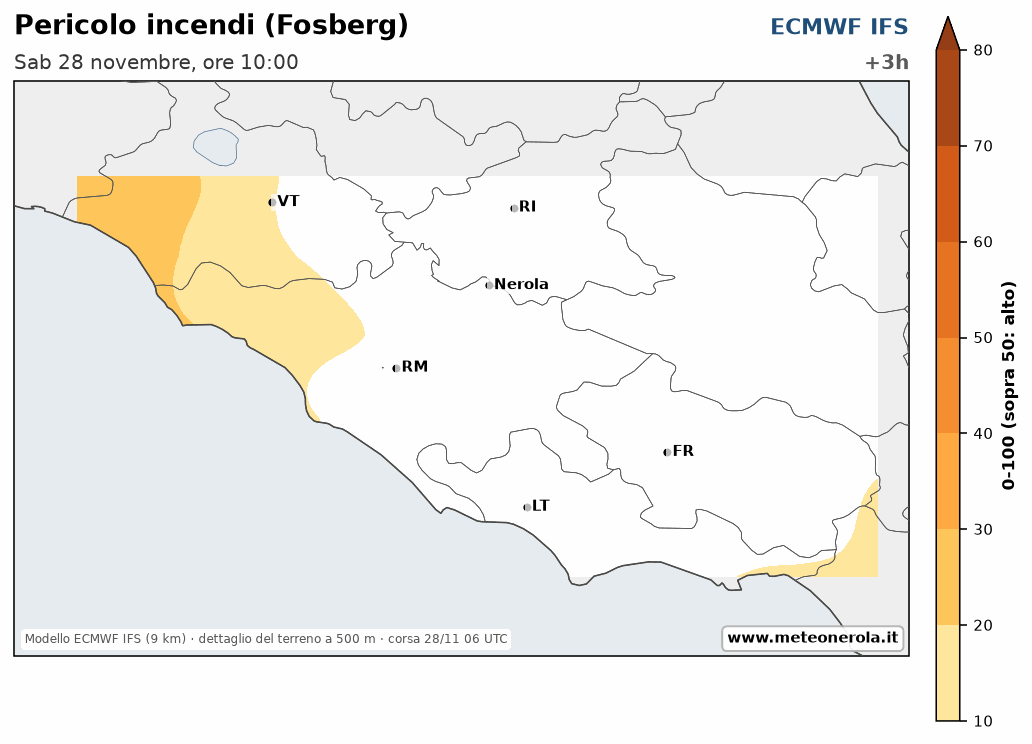 Pericolo incendi (Fosberg)
ECMWF IFS
Sab 28 novembre, ore 10:00
+3h
VT
RI
Nerola
RM
FR
LT
80
70
60
50
40
30
20
10
0-100 (sopra 50: alto)
Modello ECMWF IFS (9 km) · dettaglio del terreno a 500 m · corsa 28/11 06 UTC
www.meteonerola.it